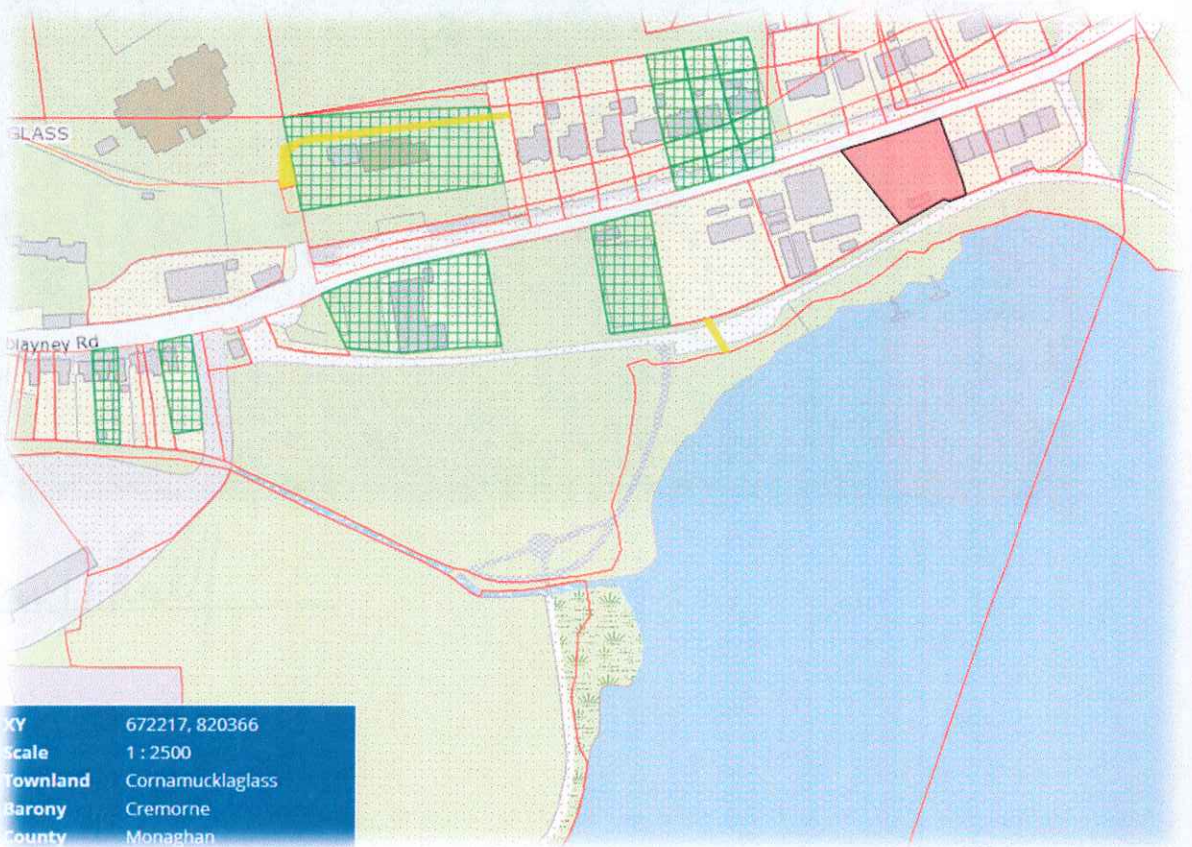 GLASS
blayney Rd
XY 672217, 820366
Scale 1 : 2500
Townland Cornamucklaglass
Barony Cremorne
County Monaghan